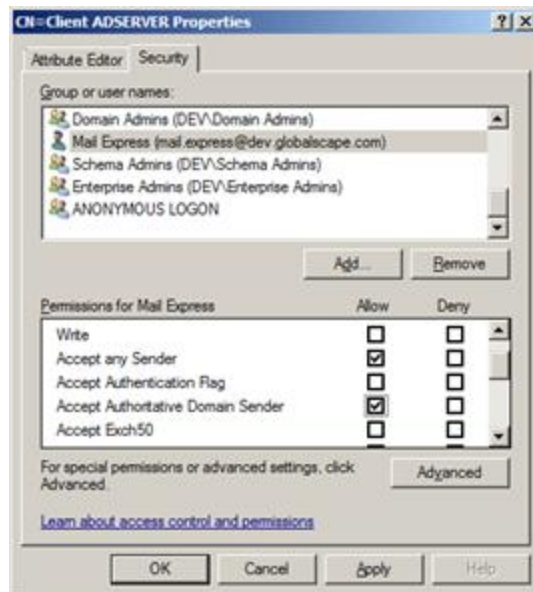 CN=Client ADSERVER Properties
Attribute Editor
Security
Group or user names:
Domain Admins (DEV\Domain Admins)
Mail Express (mail.express@dev.globalscape.com)
Schema Admins (DEV\Schema Admins)
Enterprise Admins (DEV\Enterprise Admins)
ANONYMOUS LOGON
Add...
Remove
Permissions for Mail Express
Allow
Deny
Write
Accept any Sender
Accept Authentication Flag
Accept Authortative Domain Sender
Accept Exch50
For special permissions or advanced settings, click
Advanced.
Advanced
Learn about access control and permissions
OK
Cancel
Apply
Help